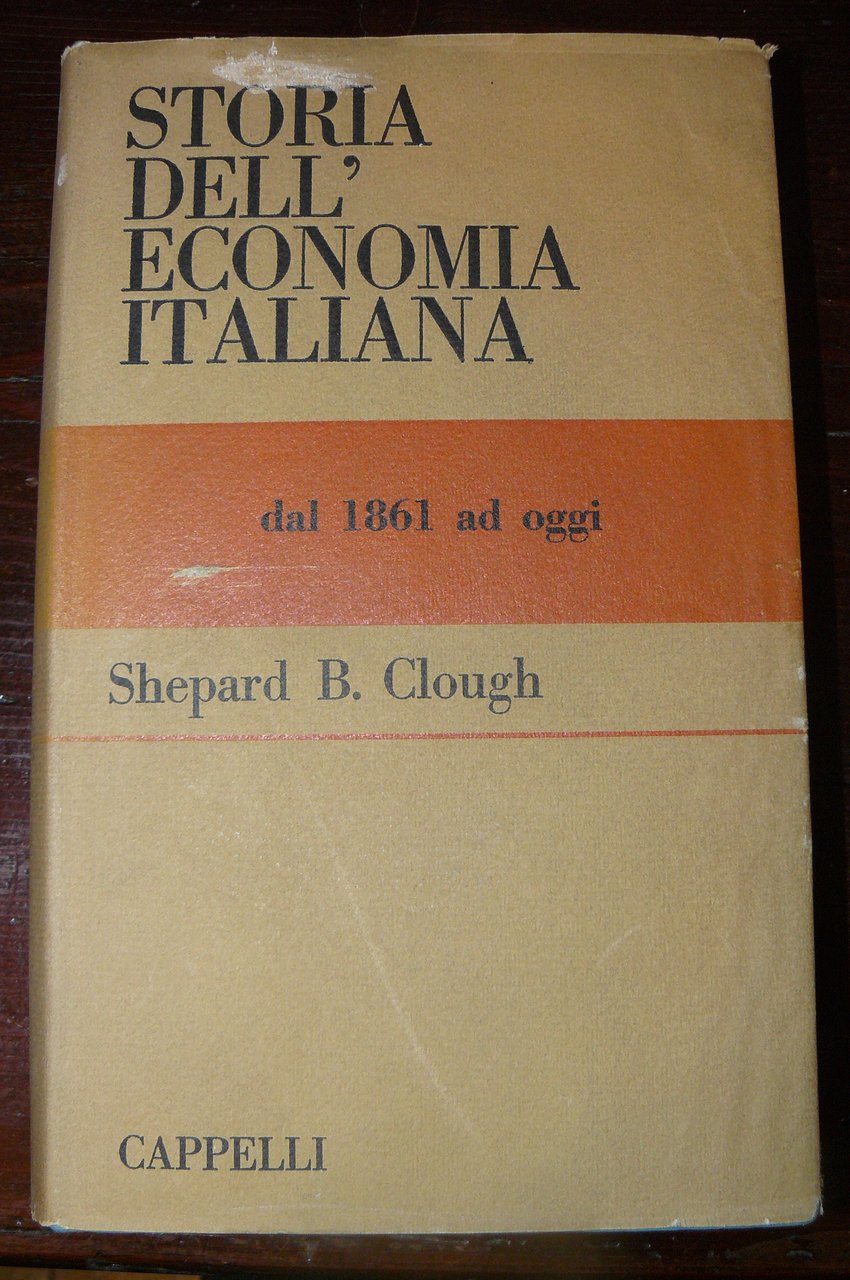 STORIA
DELL'
ECONOMIA
ITALIANA
dal 1861 ad oggi
Shepard B. Clough
CAPPELLI